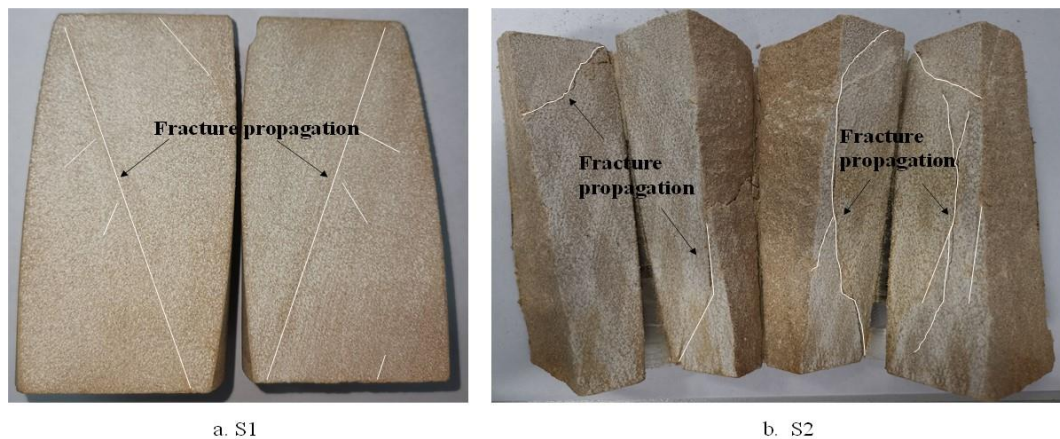 Fracture propagation
Fracture
propagation
Fracture
propagation
a. S1
b. S2